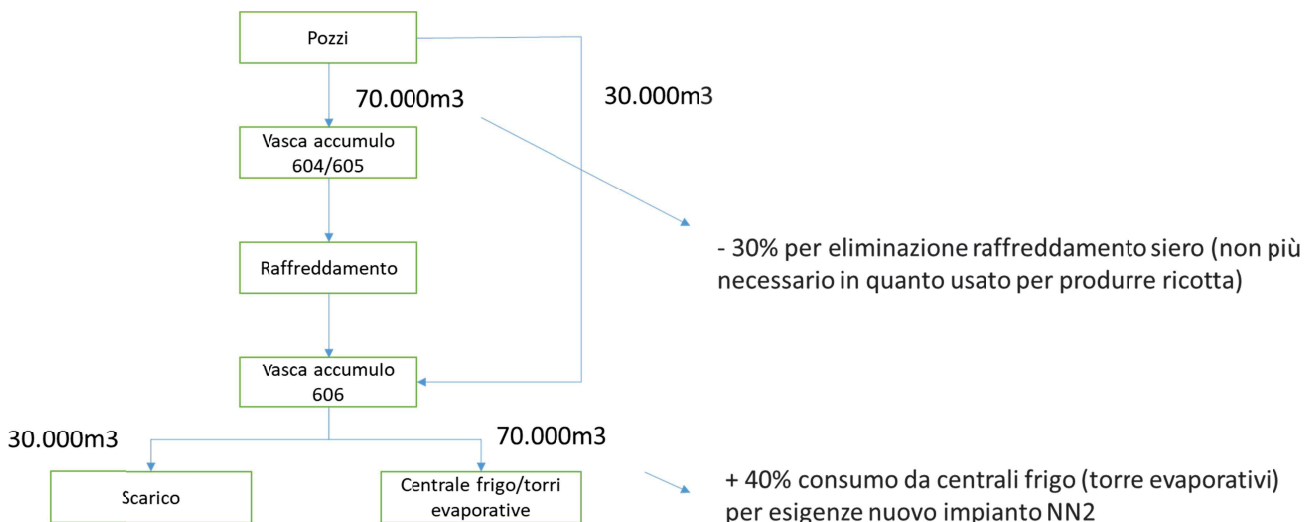 Pozzi
70.000m3
30.000m3
Vasca accumulo
604/605
- 30% per eliminazione raffreddamento siero (non più
necessario in quanto usato per produrre ricotta)
Raffreddamento
Vasca accumulo
606
30.000m3
70.000m3
Scarico
Centrale frigo/torri
evaporative
+ 40% consumo da centrali frigo (torre evaporativi)
per esigenze nuovo impianto NN2